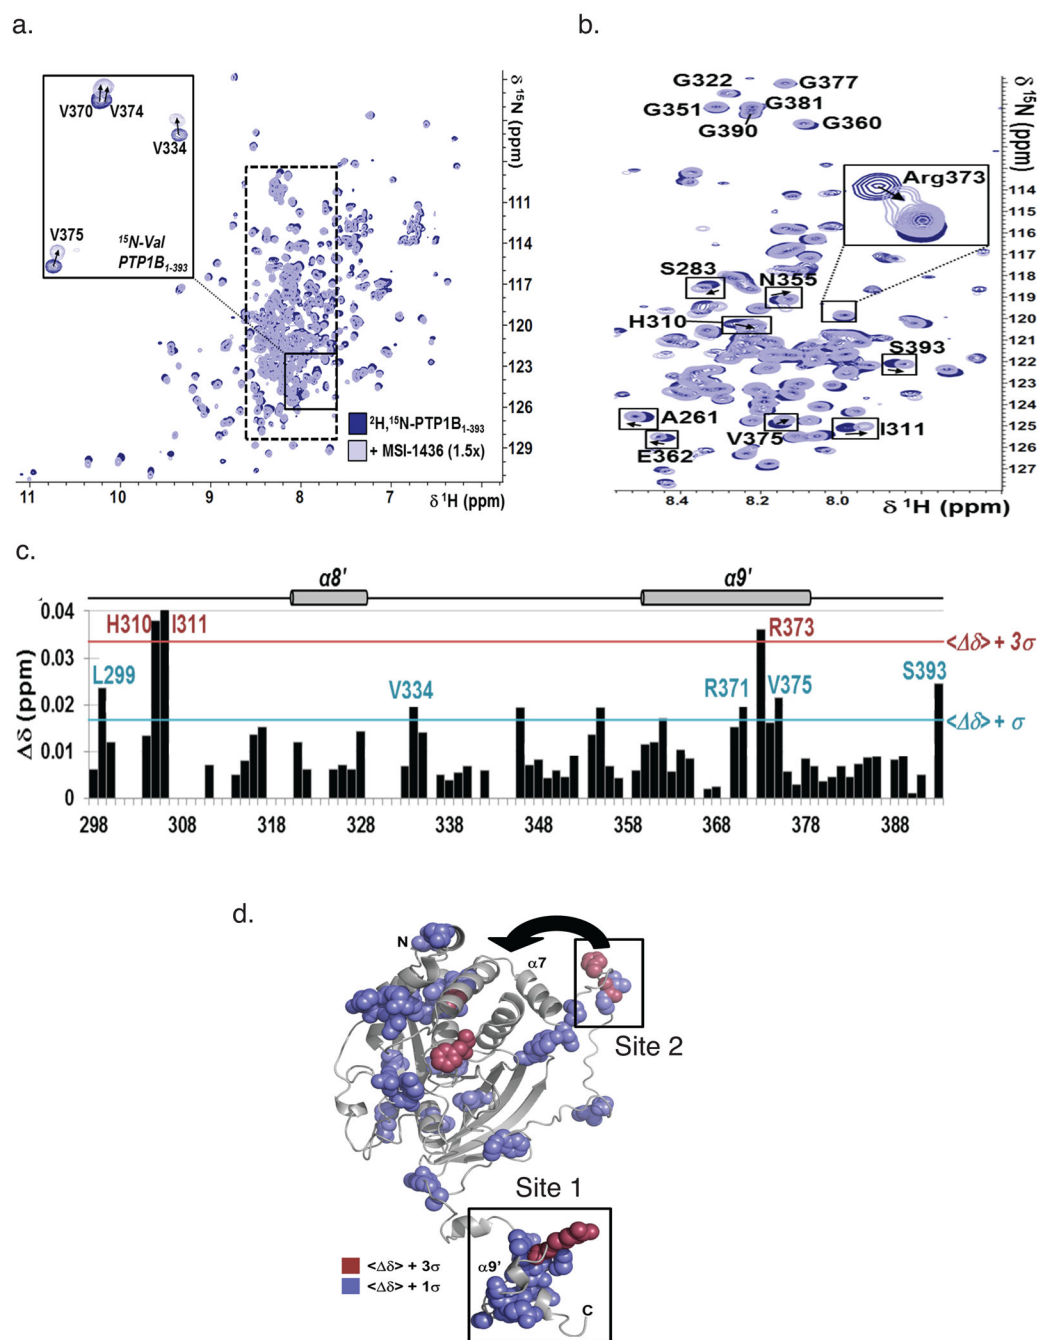 a.
V370
V374
V334
V375
¹⁵N-Val
PTP1B₁₋₃₉₃
δ ¹⁵N (ppm)
111
114
117
120
123
126
129
²H,¹⁵N-PTP1B₁₋₃₉₃
+ MSI-1436 (1.5x)
11
10
9
8
7
δ ¹H (ppm)
b.
G322
G377
G351
G381
G390
G360
Arg373
S283
N355
H310
S393
A261
V375
I311
E362
δ ¹⁵N (ppm)
114
115
116
117
118
119
120
121
122
123
124
125
126
127
8.4
8.2
8.0
δ ¹H (ppm)
c.
α8'
α9'
Δδ (ppm)
0.04
0.03
0.02
0.01
0
H310
I311
L299
V334
R371
R373
V375
S393
<Δδ> + 3σ
<Δδ> + σ
298
308
318
328
338
348
358
368
378
388
d.
N
α7
Site 2
Site 1
α9'
C
<Δδ> + 3σ
<Δδ> + 1σ